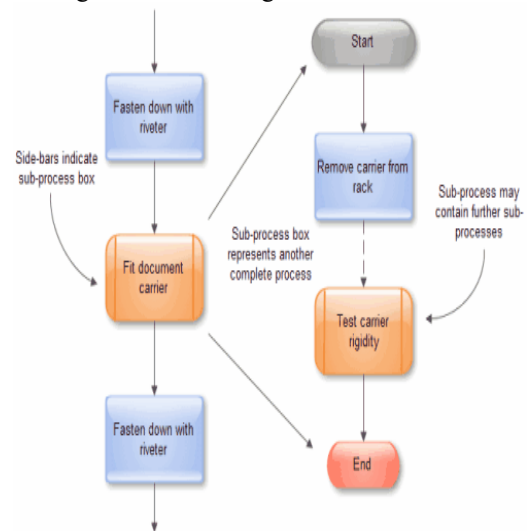 Start
Fasten down with
riveter
Side-bars indicate
sub-process box
Remove carrier from
rack
Sub-process may
contain further sub-
processes
Sub-process box
represents another
complete process
Fit document
carrier
Test carrier
rigidity
Fasten down with
riveter
End